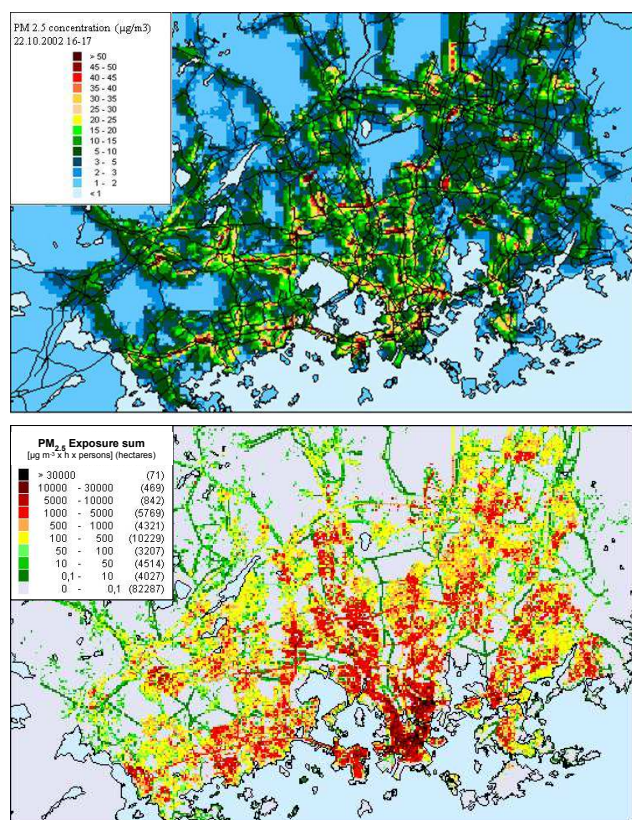 PM 2.5 concentration (µg/m3)
22.10.2002 16-17
> 50
45 - 50
40 - 45
35 - 40
30 - 35
25 - 30
20 - 25
15 - 20
10 - 15
5 - 10
3 - 5
2 - 3
1 - 2
< 1
PM2.5 Exposure sum
[µg m-3 x h x persons] (hectares)
> 30000 (71)
10000 - 30000 (469)
5000 - 10000 (842)
1000 - 5000 (5769)
500 - 1000 (4321)
100 - 500 (10229)
50 - 100 (3207)
10 - 50 (4514)
0,1 - 10 (4027)
0 - 0,1 (82287)